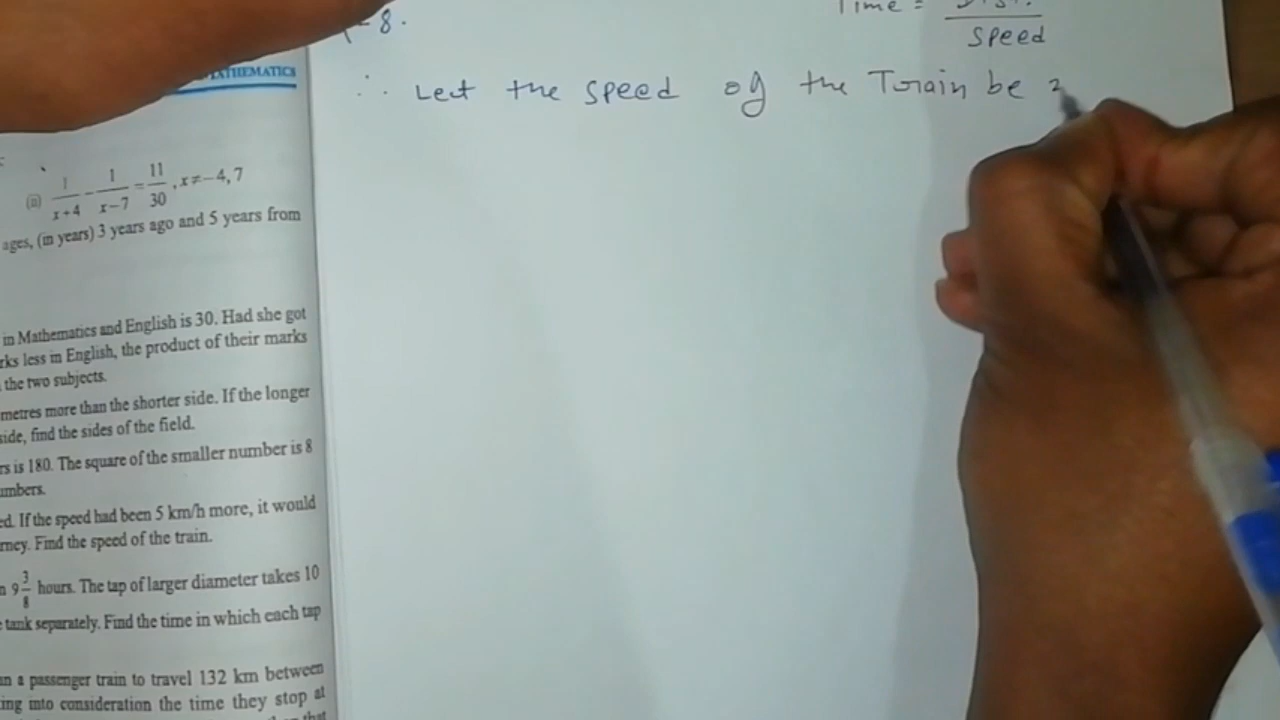 8.
Time =
Speed
MATHEMATICS
∴ Let the speed of the Train be
(ii) 1/x+4 − 1/x−7 = 11/30 , x ≠ −4, 7
ages, (in years) 3 years ago and 5 years from
in Mathematics and English is 30. Had she got
rks less in English, the product of their marks
the two subjects.
metres more than the shorter side. If the longer
side, find the sides of the field.
rs is 180. The square of the smaller number is 8
umbers.
ed. If the speed had been 5 km/h more, it would
rney. Find the speed of the train.
n 9 3/8 hours. The tap of larger diameter takes 10
tank separately. Find the time in which each tap
an a passenger train to travel 132 km between
ing into consideration the time they stop at
that